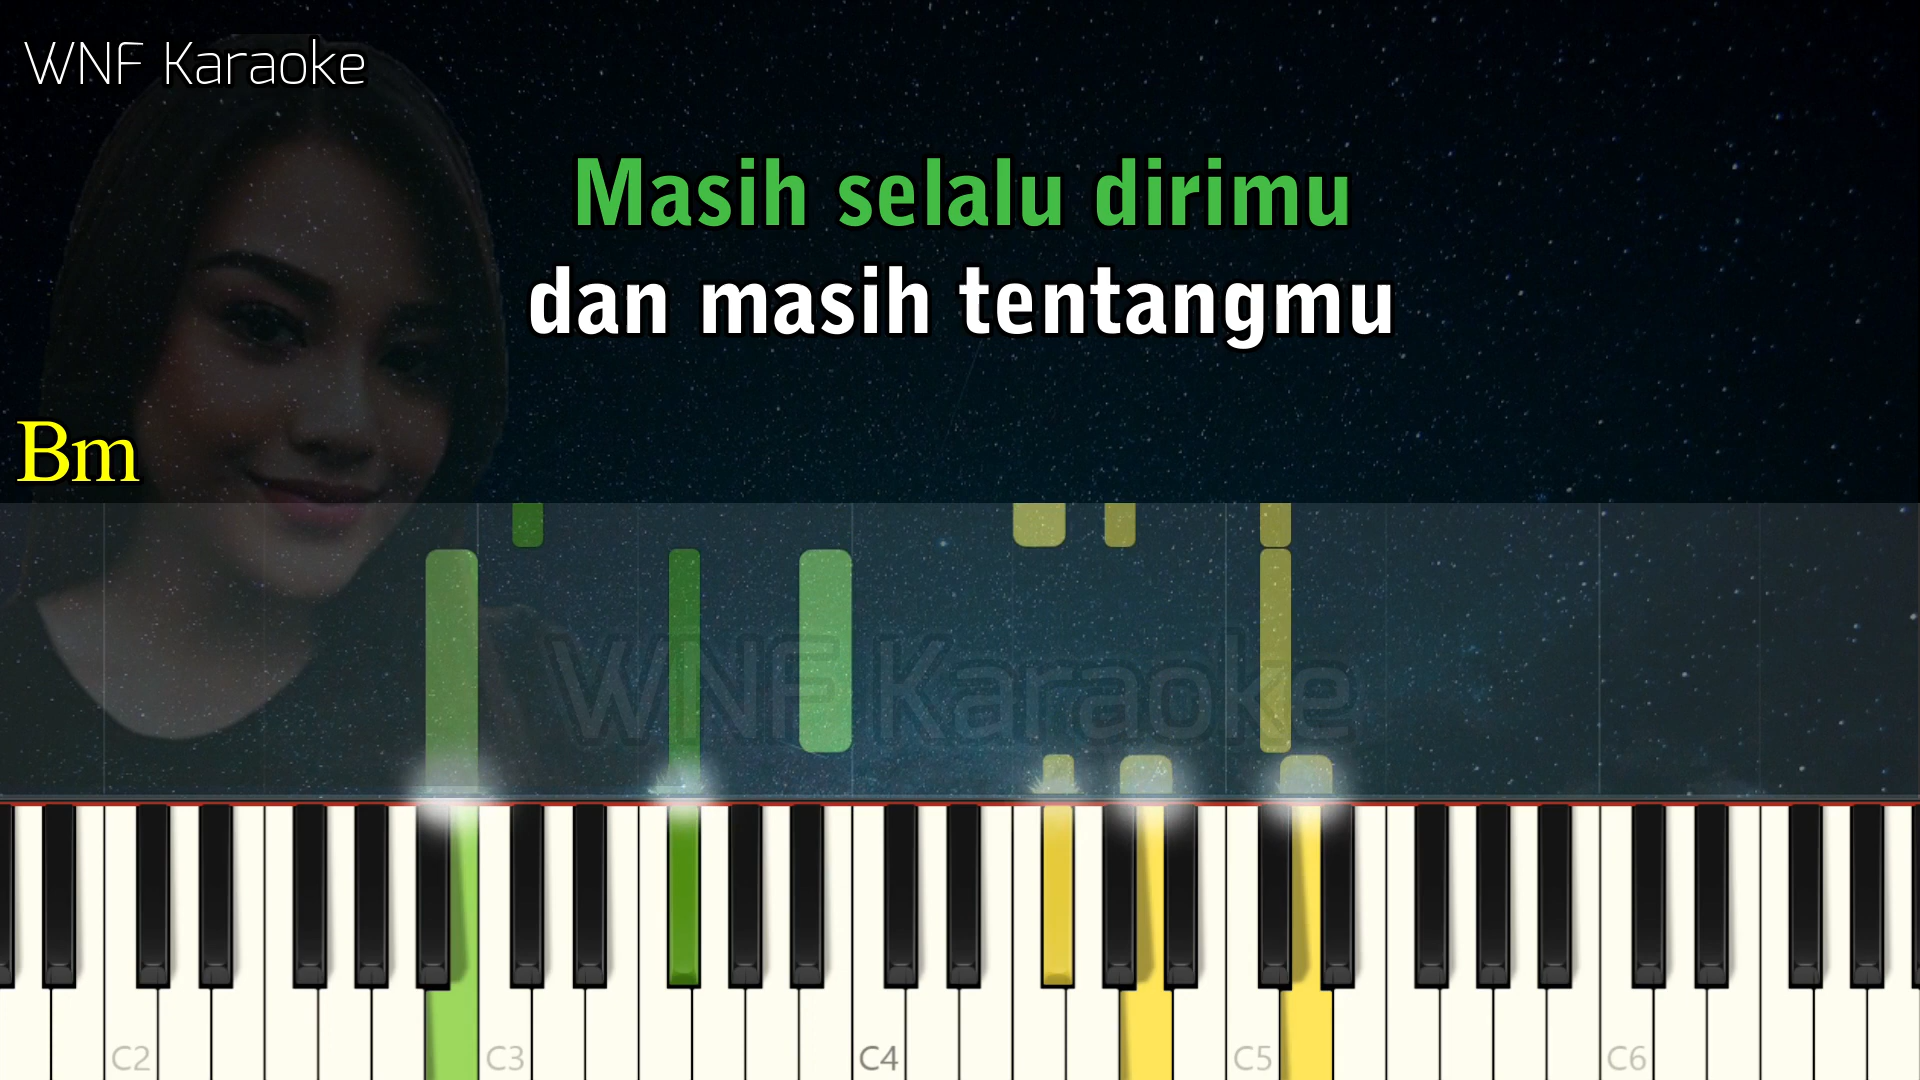 WNF Karaoke
Masih selalu dirimu
dan masih tentangmu
Bm
WNF Karaoke
C2 C3 C4 C5 C6